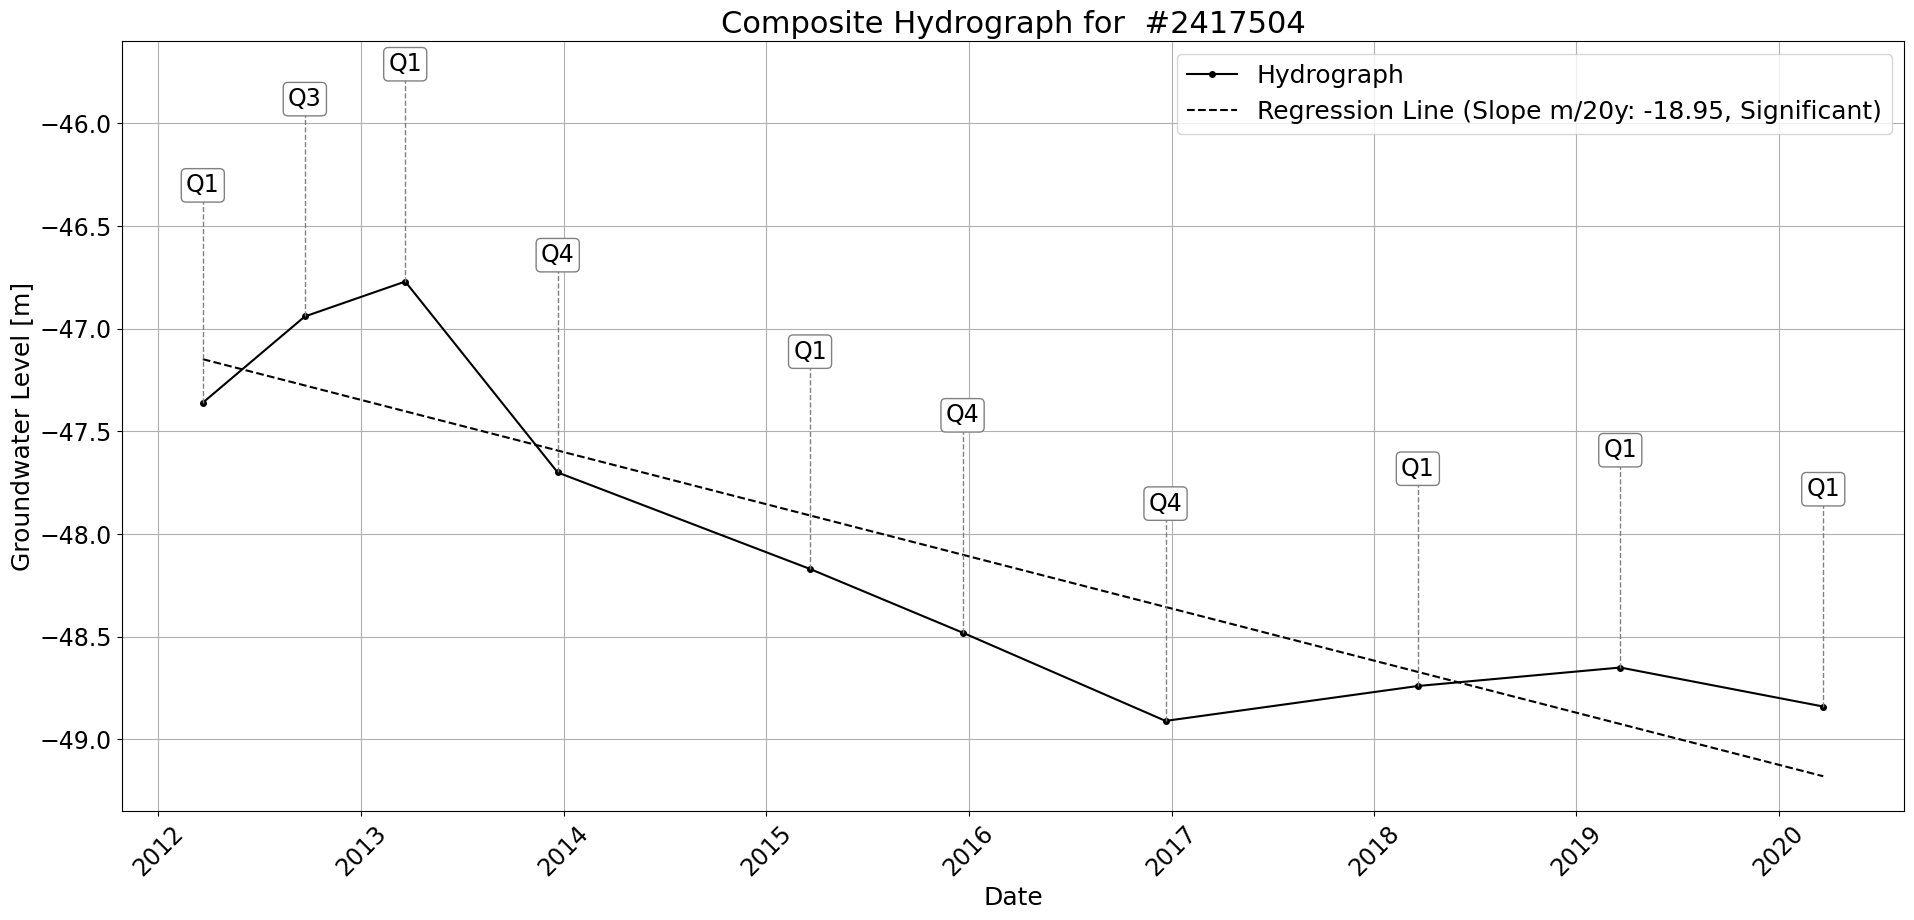 Composite Hydrograph for  #2417504
Hydrograph
Regression Line (Slope m/20y: -18.95, Significant)
Q1
Q3
Q1
Q4
Q1
Q4
Q4
Q1
Q1
Q1
Groundwater Level [m]
−46.0
−46.5
−47.0
−47.5
−48.0
−48.5
−49.0
2012
2013
2014
2015
2016
2017
2018
2019
2020
Date